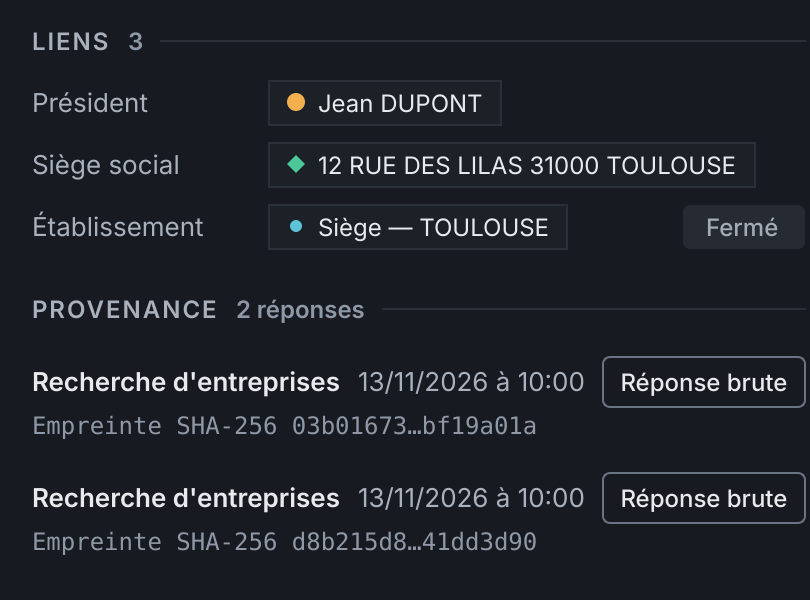 LIENS 3
Président Jean DUPONT
Siège social 12 RUE DES LILAS 31000 TOULOUSE
Établissement Siège — TOULOUSE Fermé
PROVENANCE 2 réponses
Recherche d'entreprises 13/11/2026 à 10:00 Réponse brute
Empreinte SHA-256 03b01673…bf19a01a
Recherche d'entreprises 13/11/2026 à 10:00 Réponse brute
Empreinte SHA-256 d8b215d8…41dd3d90